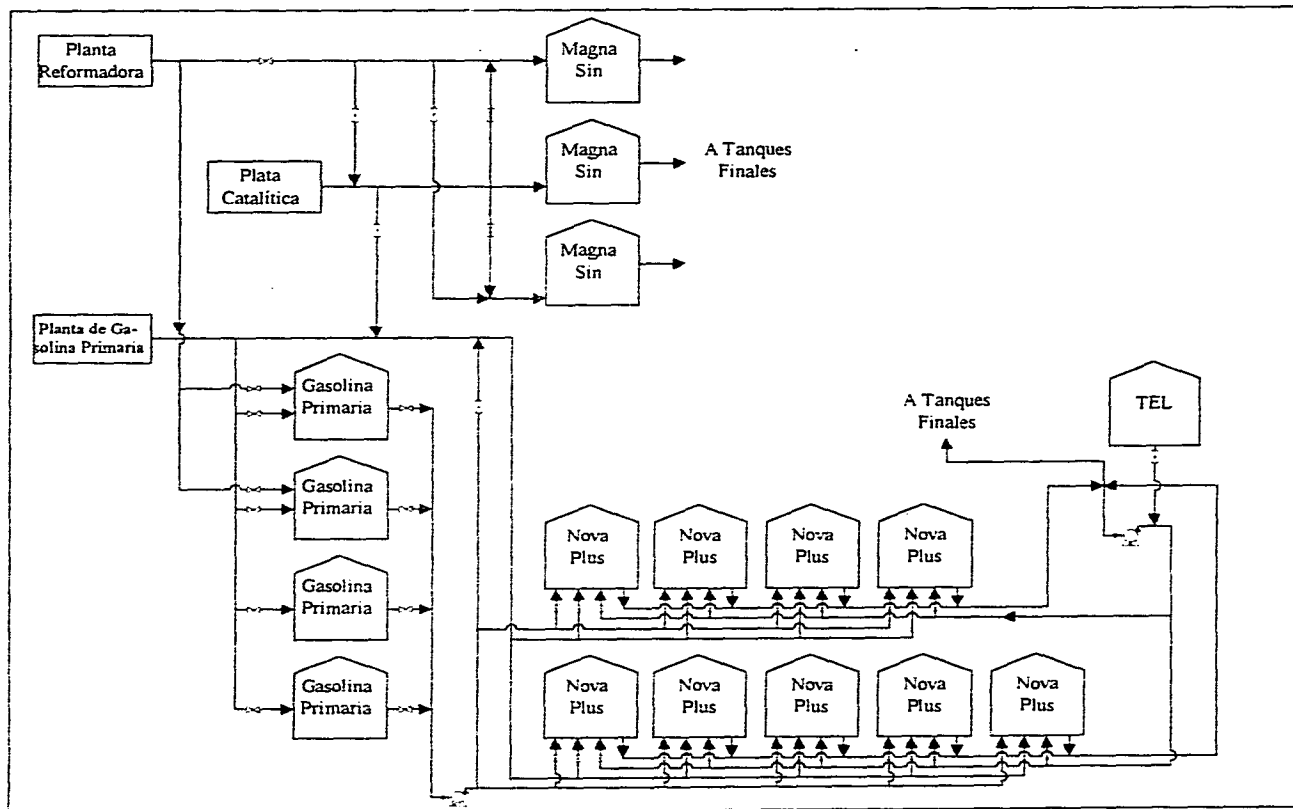 Planta
Reformadora
Magna
Sin
Plata
Catalítica
Magna
Sin
A Tanques
Finales
Magna
Sin
Planta de Ga-
solina Primaria
Gasolina
Primaria
Gasolina
Primaria
Gasolina
Primaria
Gasolina
Primaria
A Tanques
Finales
TEL
Nova
Plus
Nova
Plus
Nova
Plus
Nova
Plus
Nova
Plus
Nova
Plus
Nova
Plus
Nova
Plus
Nova
Plus